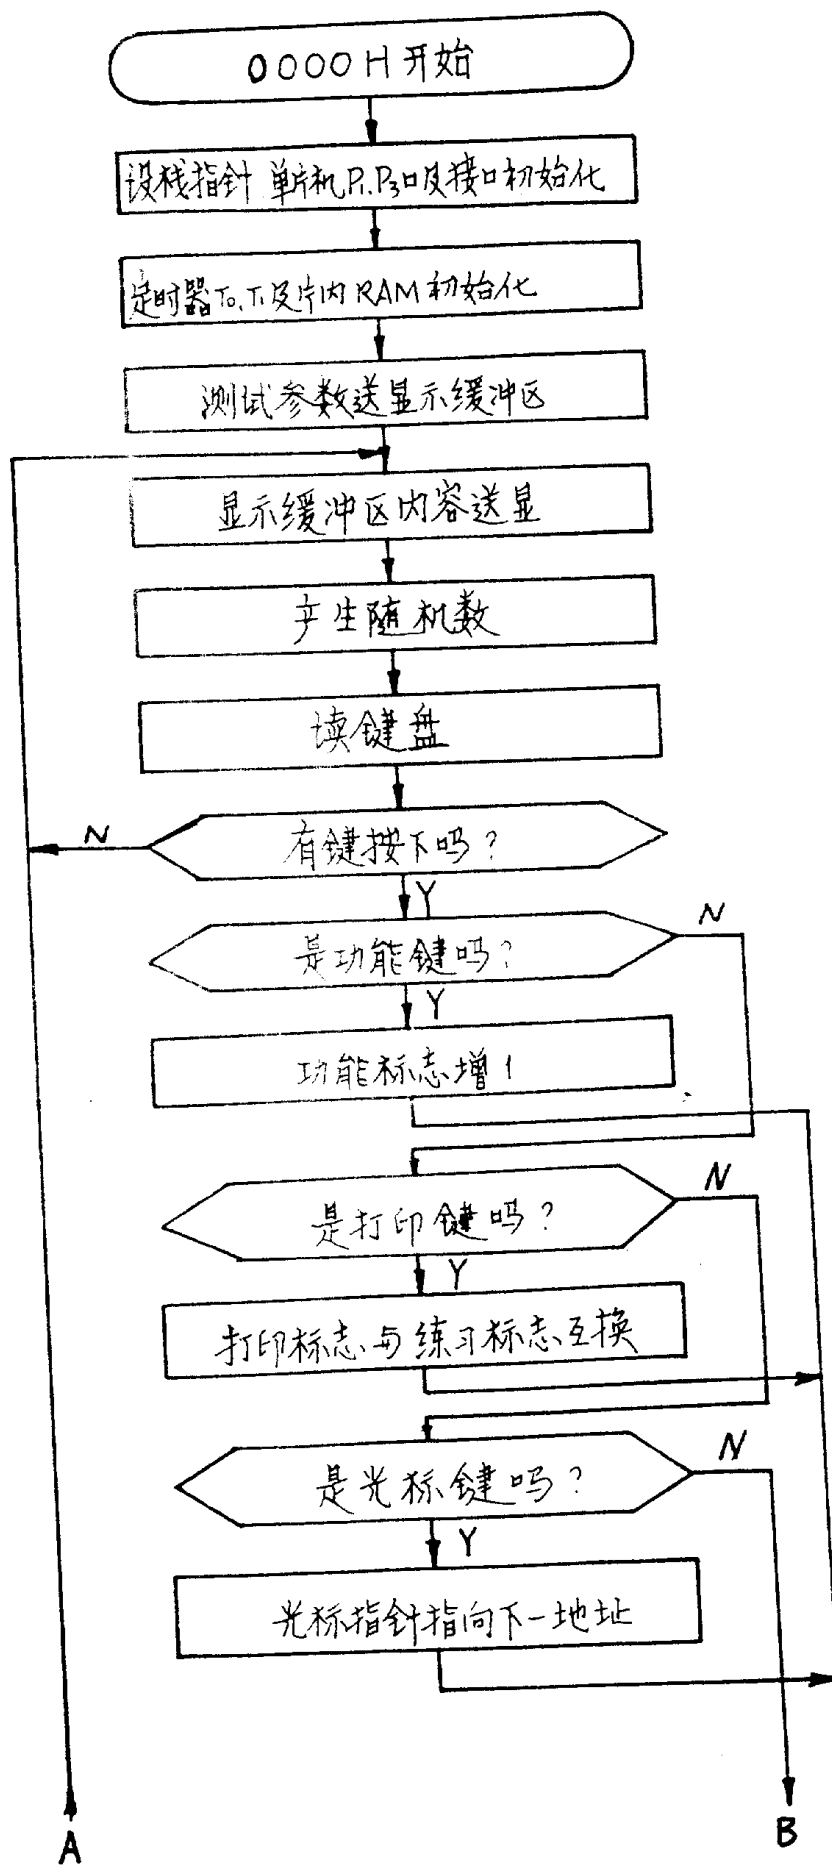 0000H开始
设栈指针 单片机P1.P3口及接口初始化
定时器T0.T1及片内RAM初始化
测试参数送显示缓冲区
显示缓冲区内容送显
产生随机数
读键盘
有键按下吗?
N
Y
是功能键吗?
N
Y
功能标志增1
是打印键吗?
N
Y
打印标志与练习标志互换
是光标键吗?
N
Y
光标指针指向下一地址
A
B